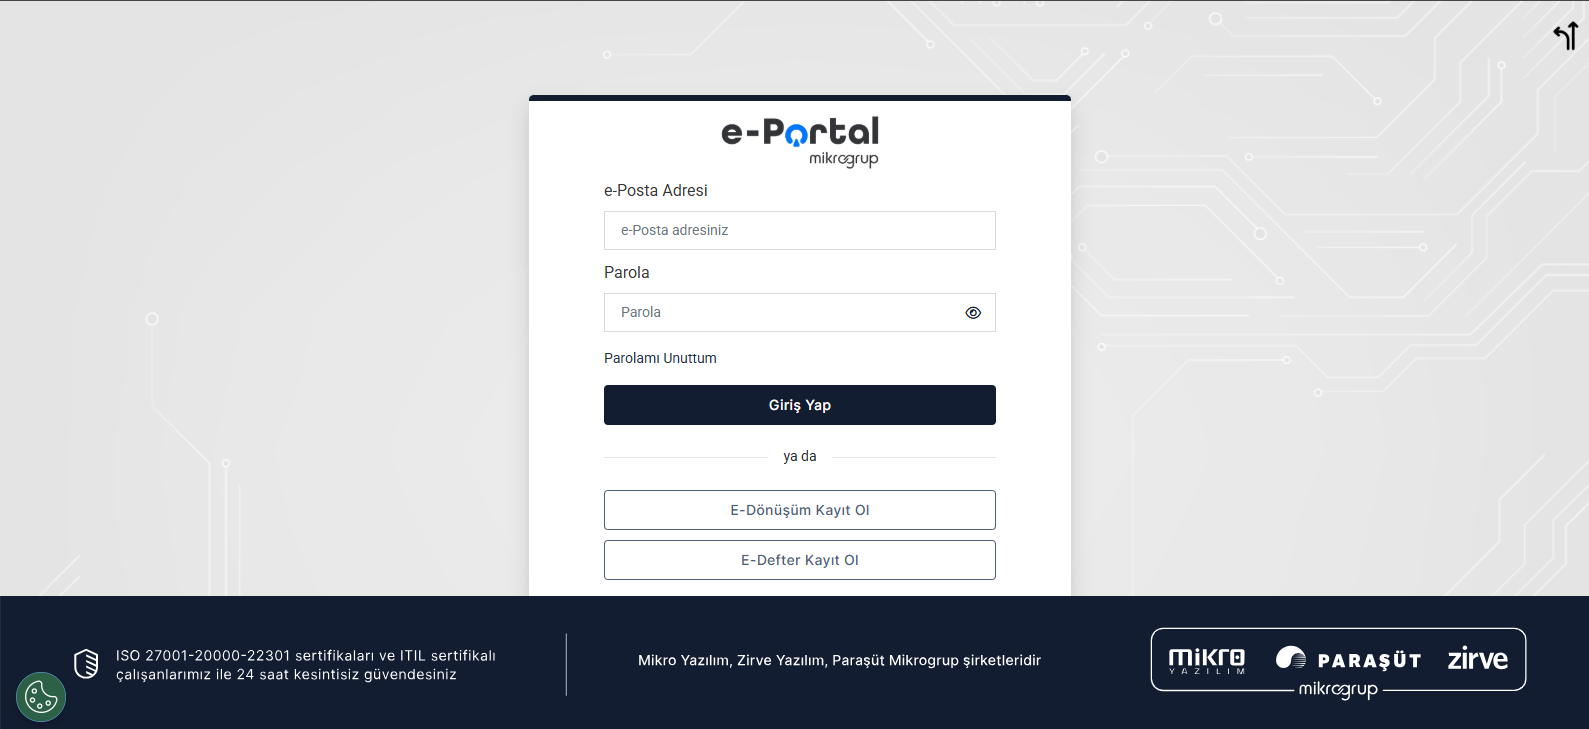 e-Portal
mikrogrup
e-Posta Adresi
e-Posta adresiniz
Parola
Parola
Parolamı Unuttum
Giriş Yap
ya da
E-Dönüşüm Kayıt Ol
E-Defter Kayıt Ol
ISO 27001-20000-22301 sertifikaları ve ITIL sertifikalı
çalışanlarımız ile 24 saat kesintisiz güvendesiniz
Mikro Yazılım, Zirve Yazılım, Paraşüt Mikrogrup şirketleridir
mikro
YAZILIM
PARAŞÜT
zirve
mikrogrup